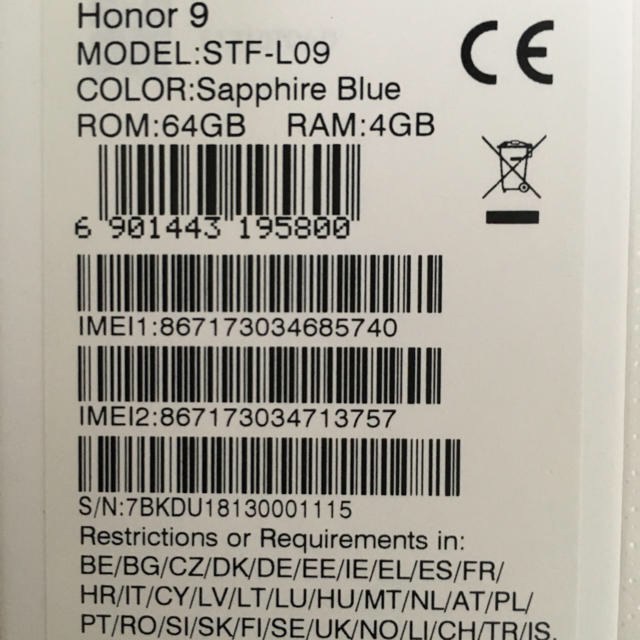 Honor 9
MODEL:STF-L09
COLOR:Sapphire Blue
ROM:64GB RAM:4GB
CE
6 901443 195800
IMEI1:867173034685740
IMEI2:867173034713757
S/N:7BKDU18130001115
Restrictions or Requirements in:
BE/BG/CZ/DK/DE/EE/IE/EL/ES/FR/
HR/IT/CY/LV/LT/LU/HU/MT/NL/AT/PL/
PT/RO/SI/SK/FI/SE/UK/NO/LI/CH/TR/IS.